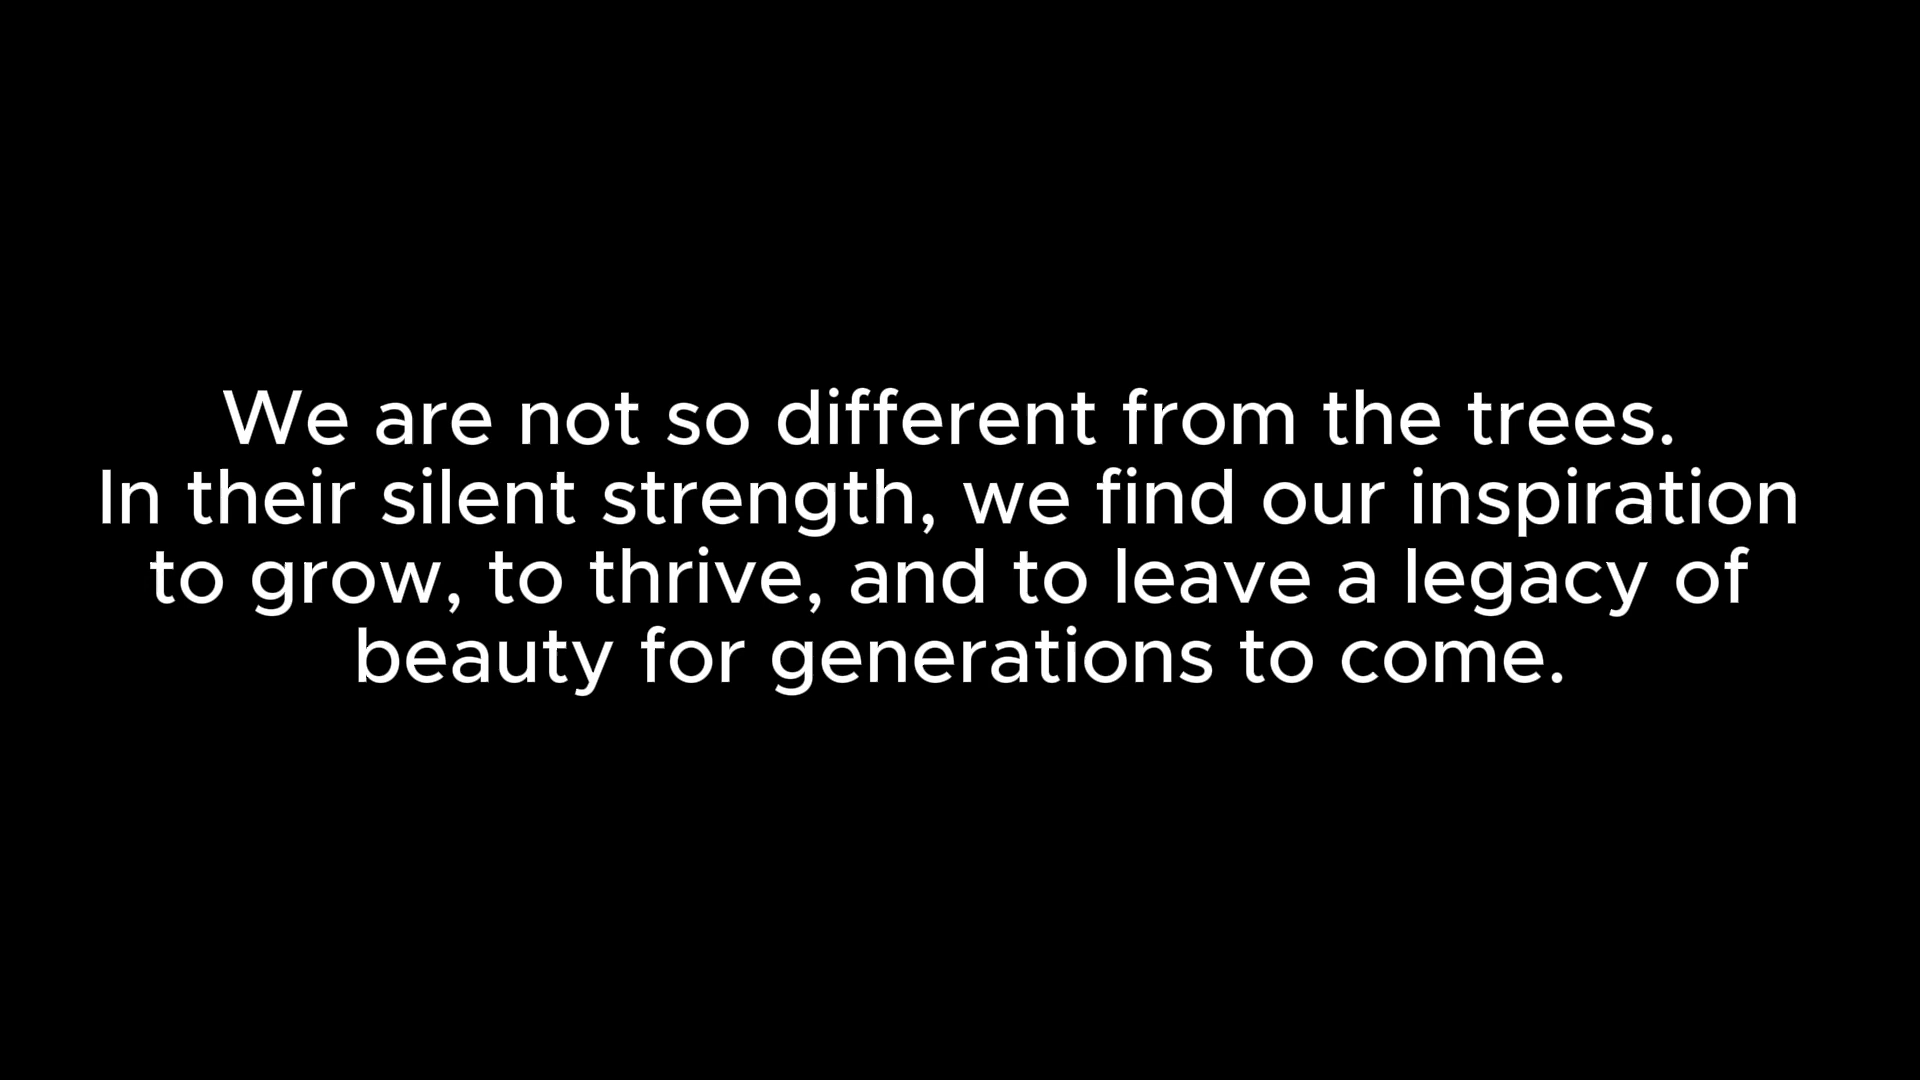 We are not so different from the trees.
In their silent strength, we find our inspiration
to grow, to thrive, and to leave a legacy of
beauty for generations to come.